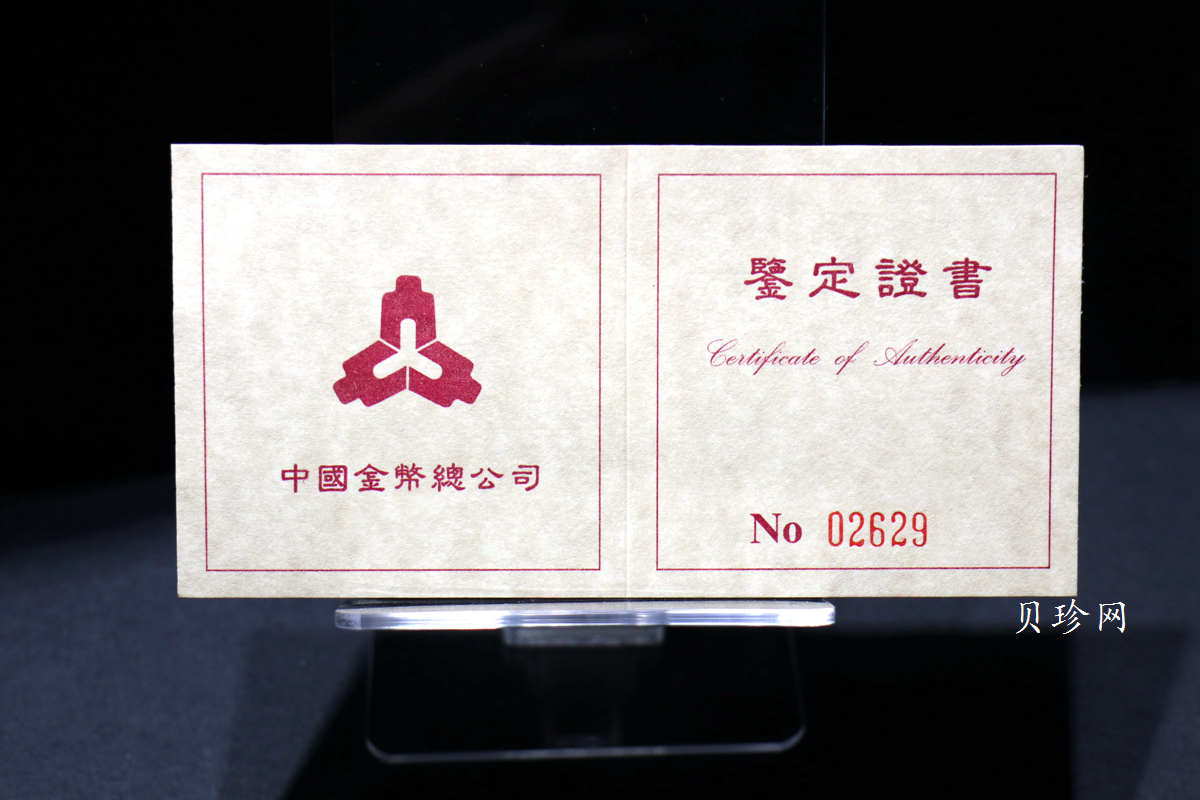 中國金幣總公司
鑒定證書
Certificate of Authenticity
No 02629
贝珍网